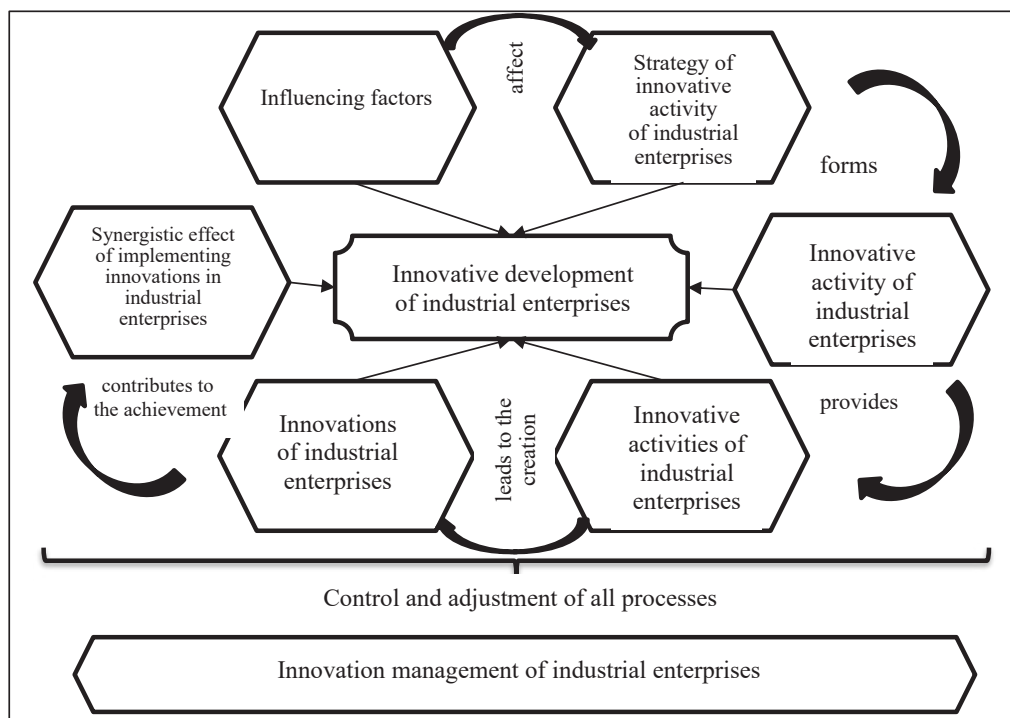 Influencing factors
affect
Strategy of
innovative
activity
of industrial
enterprises
forms
Synergistic effect
of implementing
innovations in
industrial
enterprises
Innovative development
of industrial enterprises
Innovative
activity of
industrial
enterprises
contributes to
the achievement
Innovations
of industrial
enterprises
leads to the
creation
Innovative
activities of
industrial
enterprises
provides
Control and adjustment of all processes
Innovation management of industrial enterprises